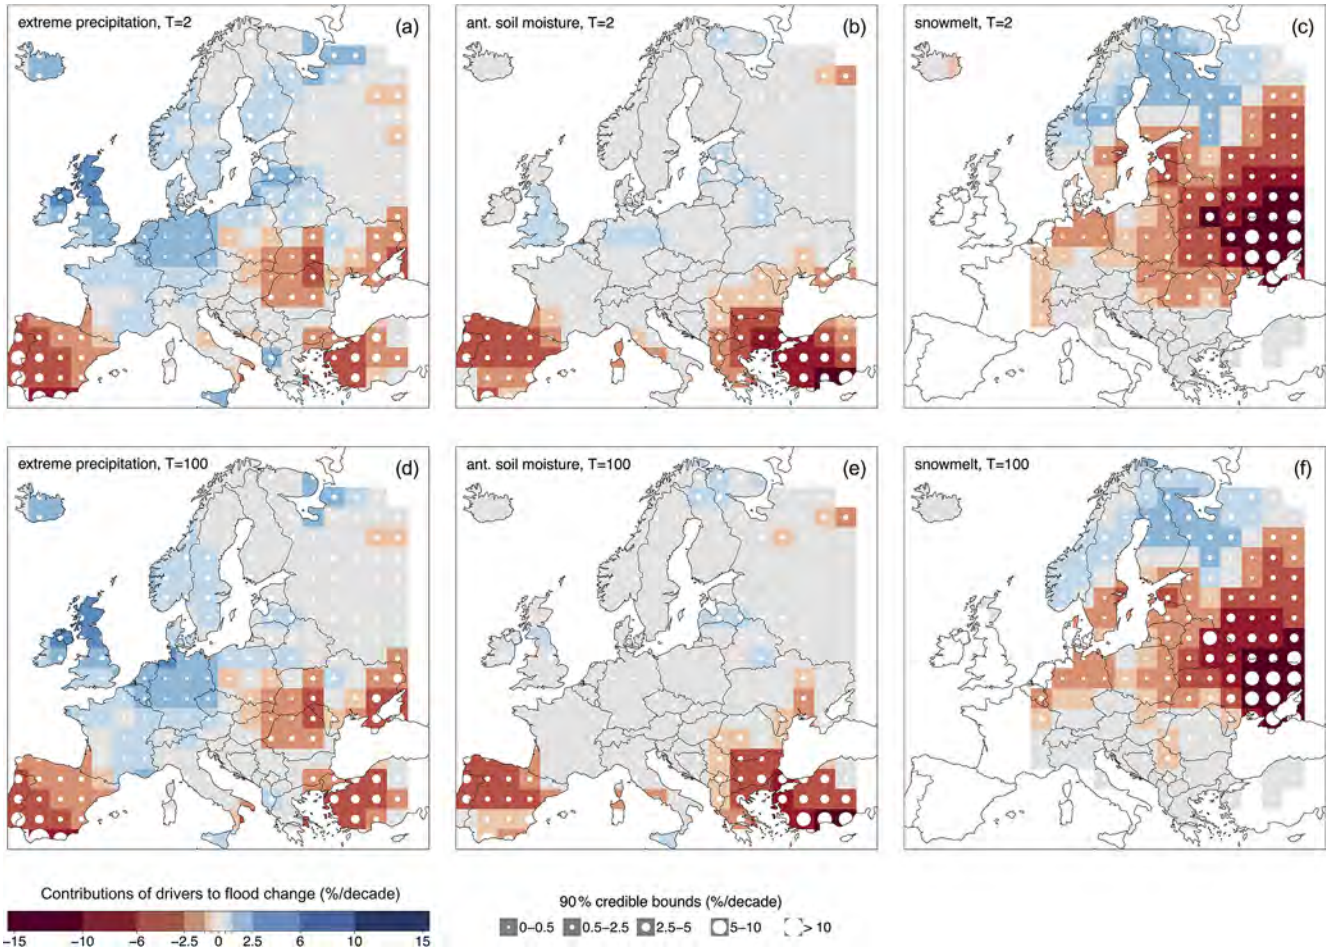 extreme precipitation, T=2 (a)
ant. soil moisture, T=2 (b)
snowmelt, T=2 (c)
extreme precipitation, T=100 (d)
ant. soil moisture, T=100 (e)
snowmelt, T=100 (f)
Contributions of drivers to flood change (%/decade)
−15 −10 −6 −2.5 0 2.5 6 10 15
90% credible bounds (%/decade)
0−0.5 0.5−2.5 2.5−5 5−10 > 10